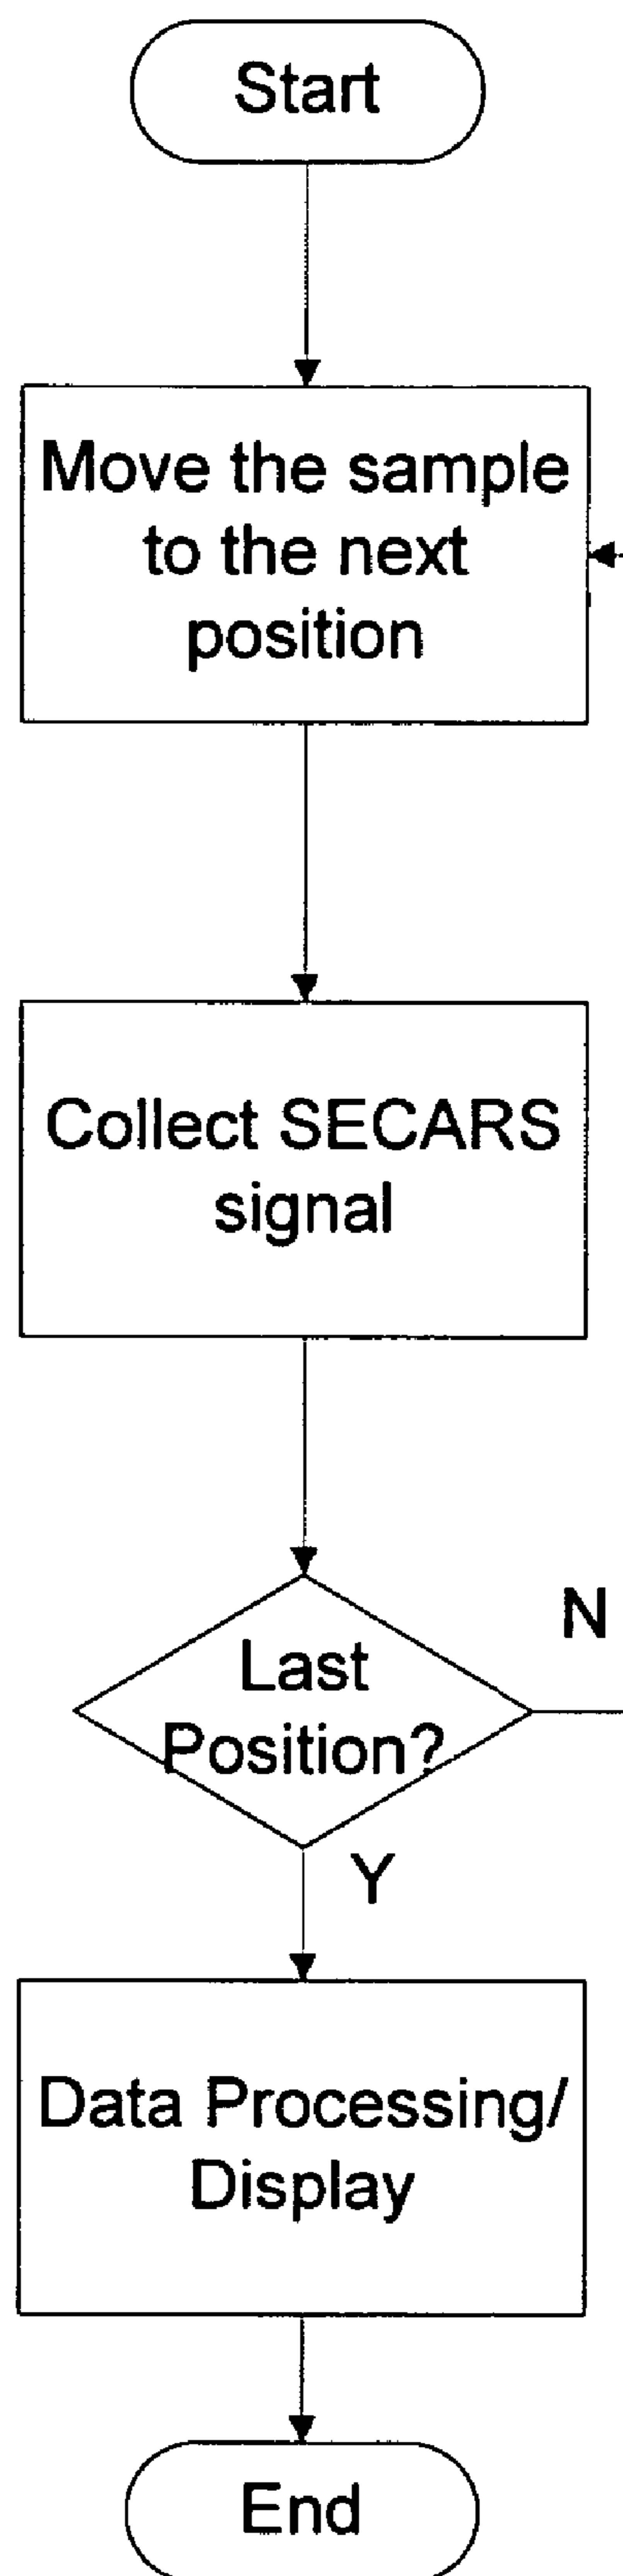 Start
Move the sample
to the next
position
Collect SECARS
signal
Last
Position?
N
Y
Data Processing/
Display
End